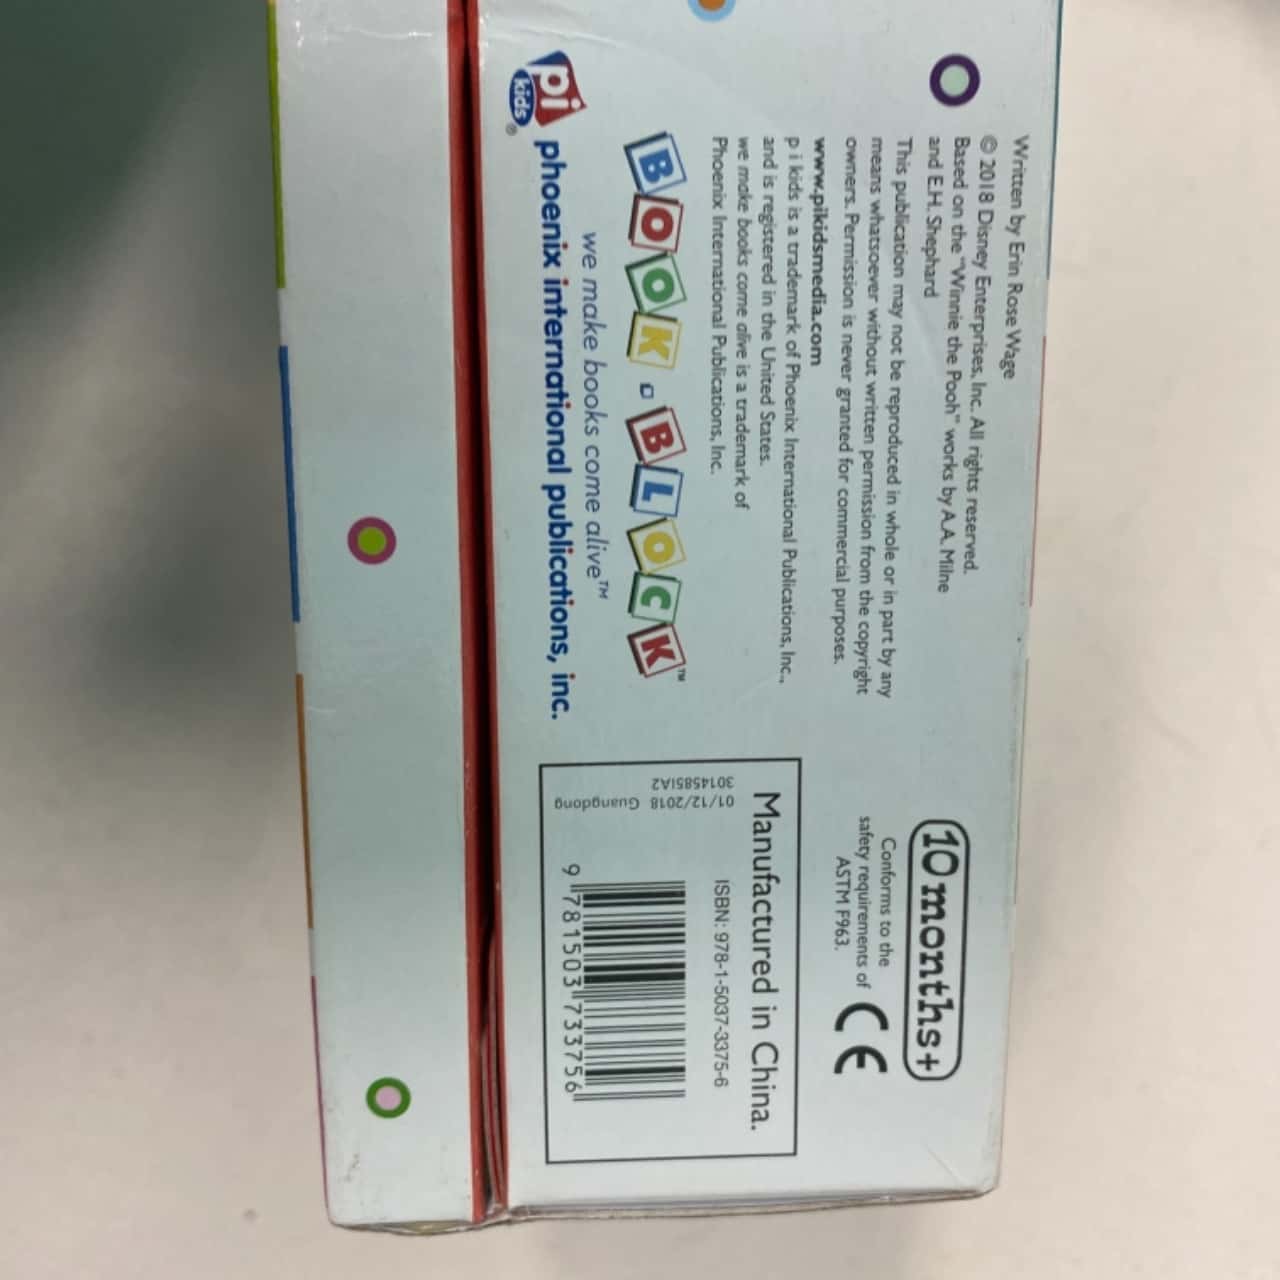 Written by Erin Rose Wage
© 2018 Disney Enterprises, Inc. All rights reserved.
Based on the "Winnie the Pooh" works by A.A. Milne
and E.H. Shephard
This publication may not be reproduced in whole or in part by any
means whatsoever without written permission from the copyright
owners. Permission is never granted for commercial purposes.
www.pikidsmedia.com
p i kids is a trademark of Phoenix International Publications, Inc.,
and is registered in the United States.
we make books come alive is a trademark of
Phoenix International Publications, Inc.
BOOK BLOCK™
we make books come alive™
pi kids®
phoenix international publications, inc.
10 months+
Conforms to the
safety requirements of
ASTM F963.
CE
Manufactured in China.
ISBN: 978-1-5037-3375-6
01/12/2018 Guangdong
30145851A2
9 781503 733756